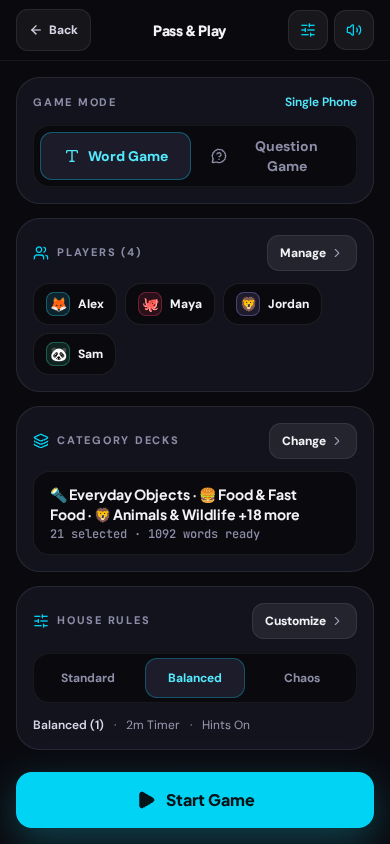 Back
Pass & Play
GAME MODE
Single Phone
Word Game
Question
Game
PLAYERS (4)
Manage
Alex
Maya
Jordan
Sam
CATEGORY DECKS
Change
🔦 Everyday Objects · 🍔 Food & Fast
Food · 🦁 Animals & Wildlife +18 more
21 selected · 1092 words ready
HOUSE RULES
Customize
Standard
Balanced
Chaos
Balanced (1) · 2m Timer · Hints On
Start Game